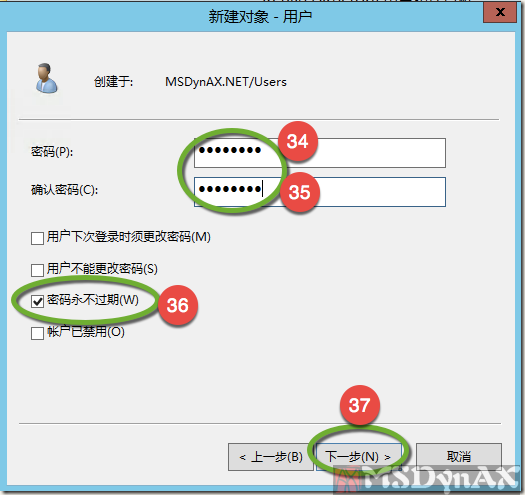 新建对象 - 用户
x
创建于: MSDynAX.NET/Users
密码(P): ●●●●●●●● 34
确认密码(C): ●●●●●●●● 35
用户下次登录时须更改密码(M)
用户不能更改密码(S)
密码永不过期(W) 36
帐户已禁用(O)
37
< 上一步(B) 下一步(N) > 取消
MSDynAX